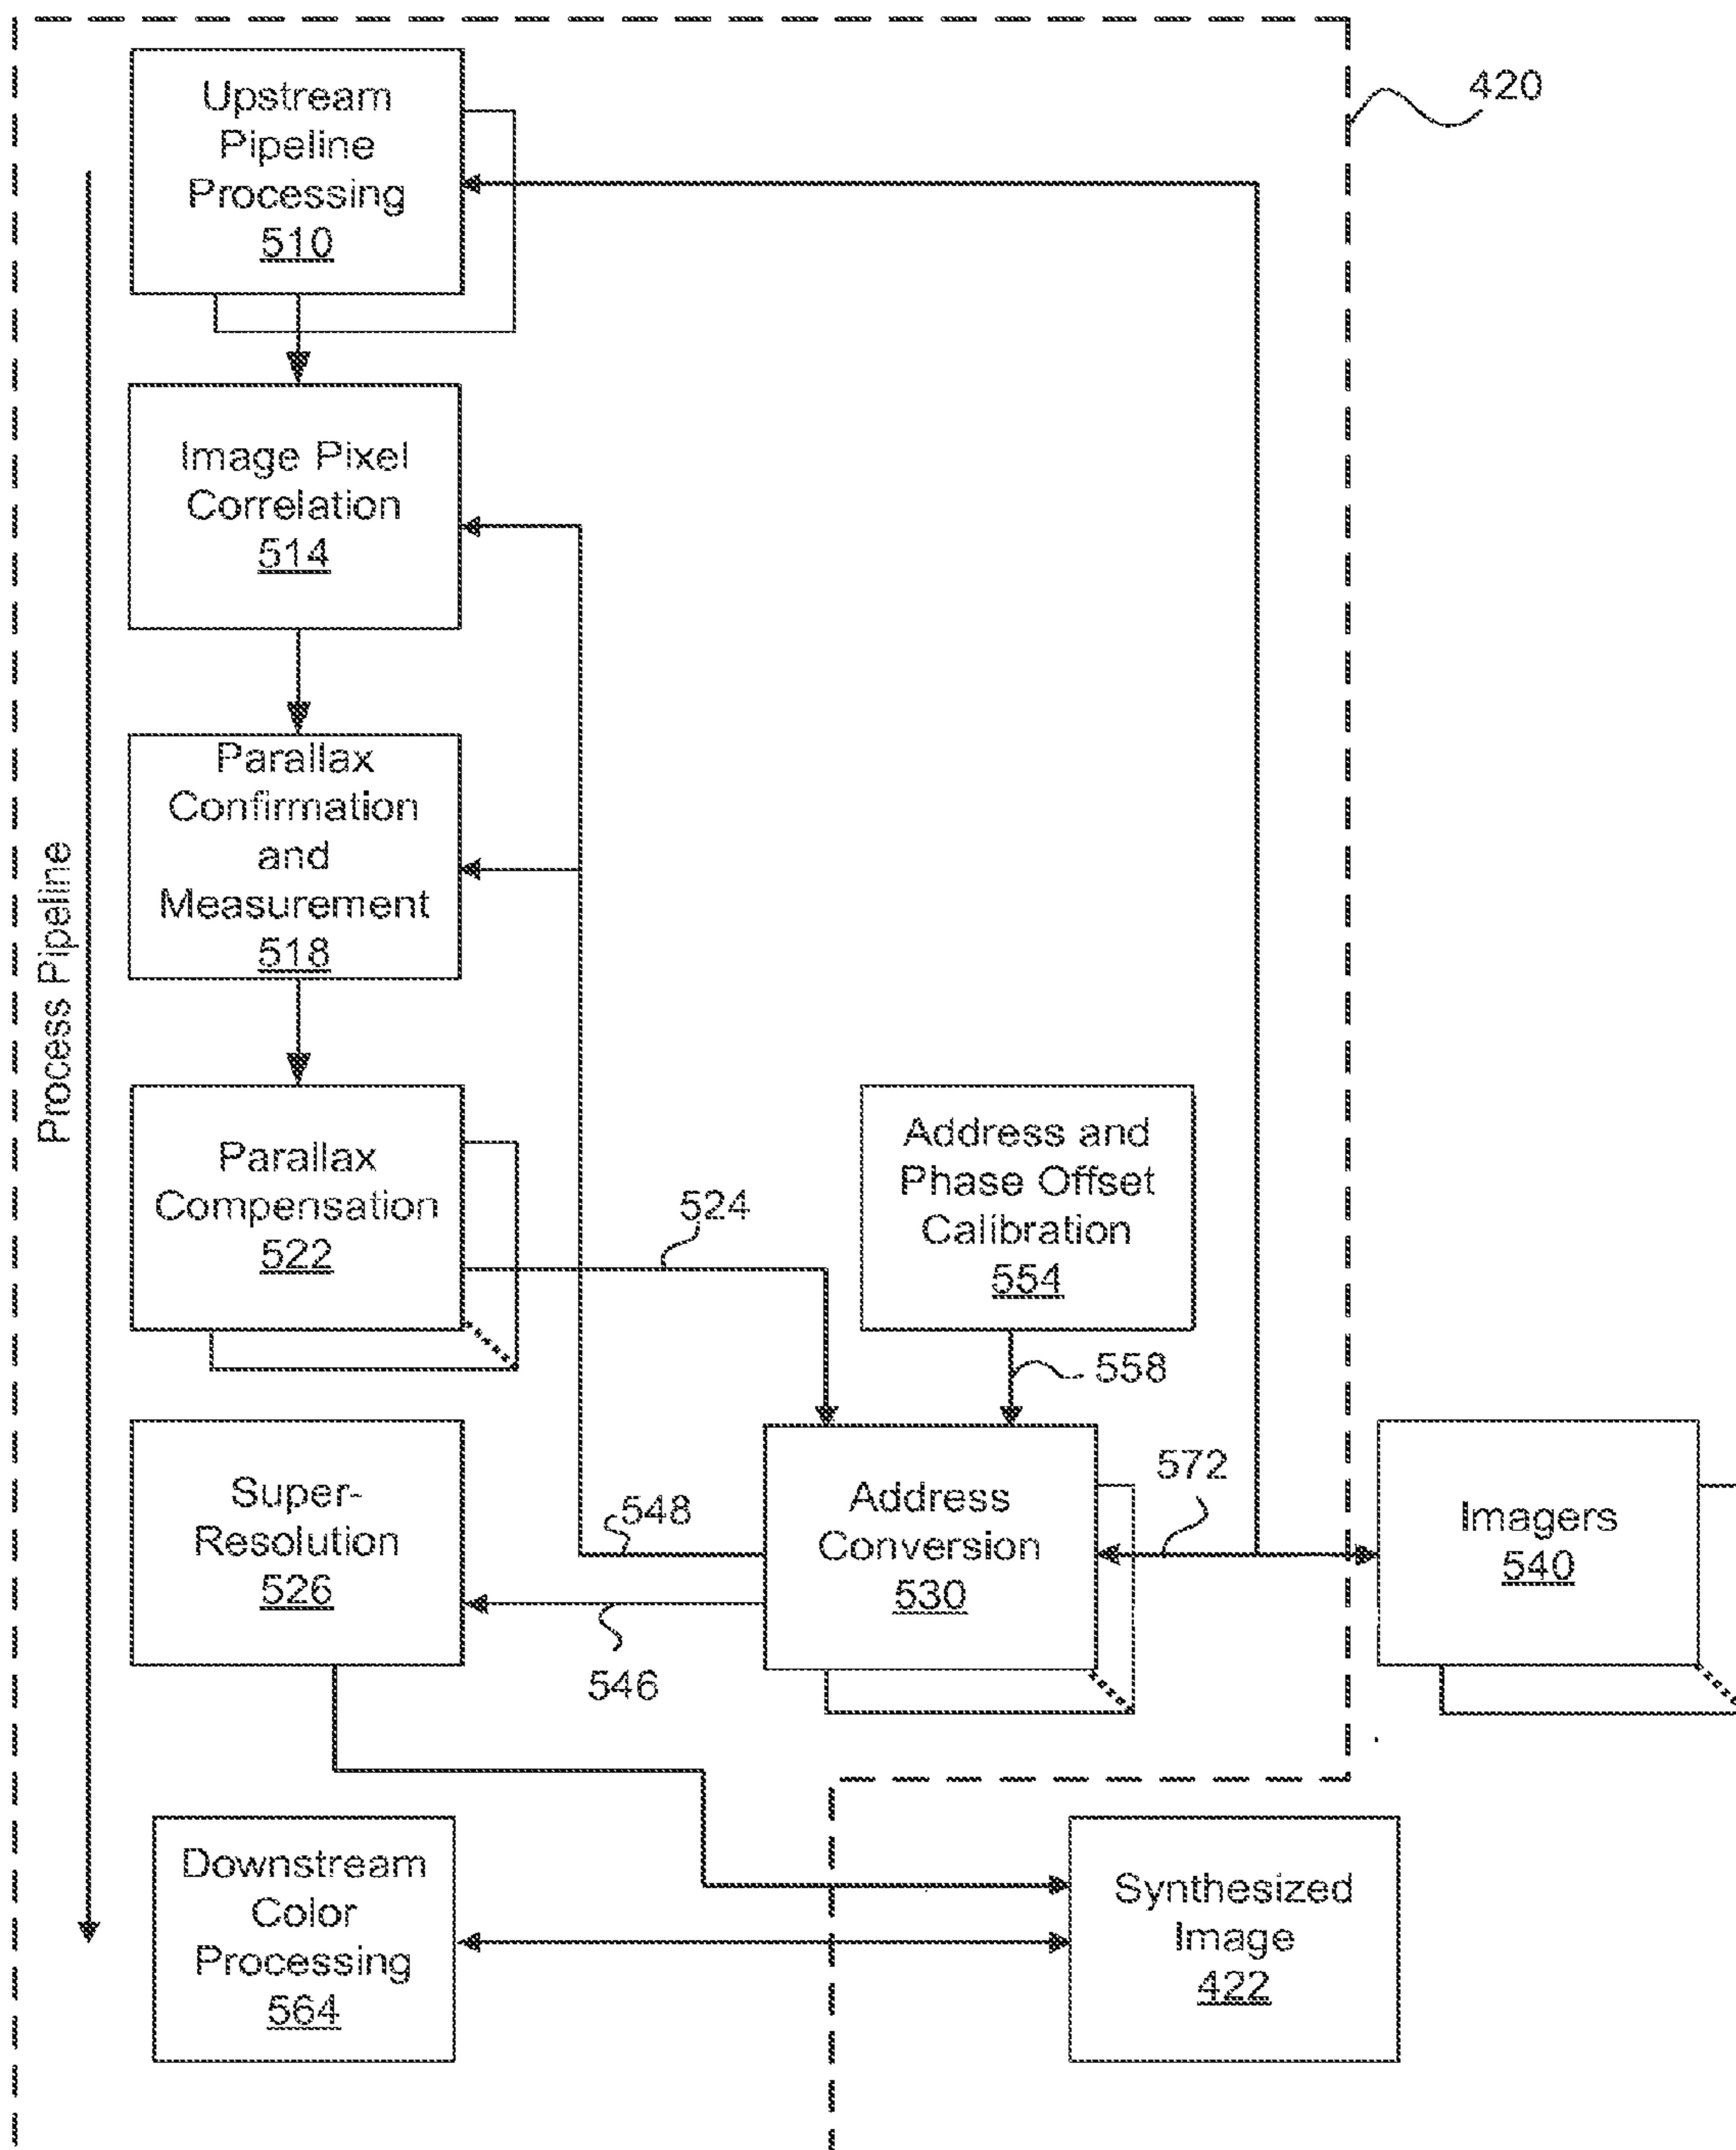 420
Upstream
Pipeline
Processing
510
Image Pixel
Correlation
514
Parallax
Confirmation
and
Measurement
518
Process Pipeline
Parallax
Compensation
522
524
Address and
Phase Offset
Calibration
554
558
Super-
Resolution
526
548
546
Address
Conversion
530
572
Imagers
540
Downstream
Color
Processing
564
Synthesized
Image
422